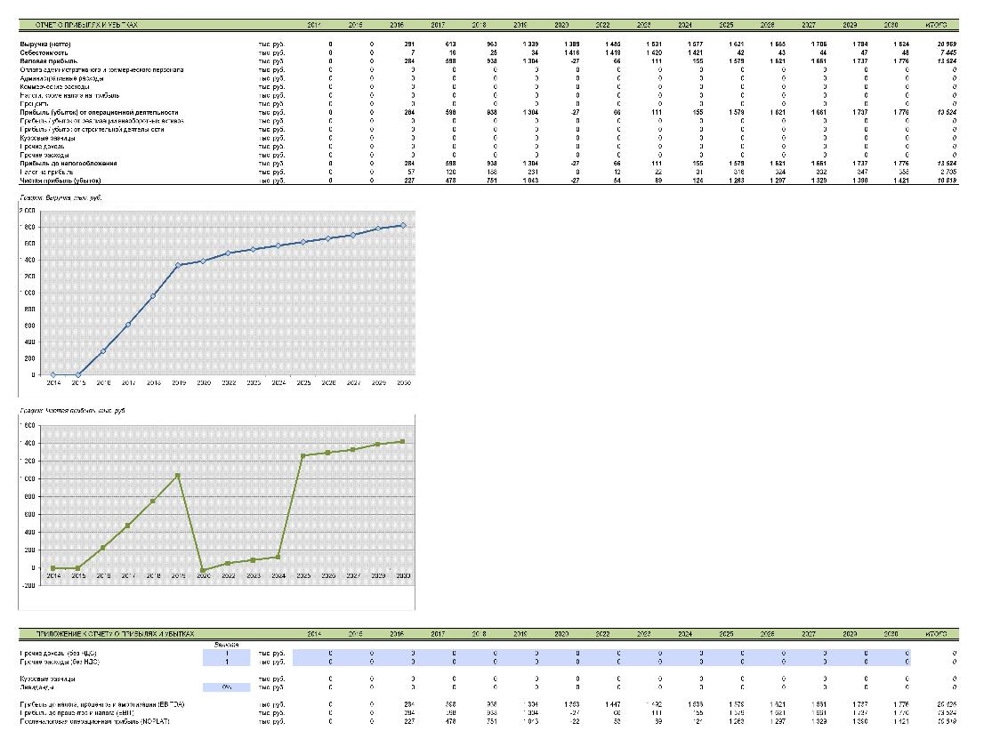 ОТЧЕТ О ПРИБЫЛЯХ И УБЫТКАХ 2014 2015 2016 2017 2018 2019 2020 2022 2023 2024 2025 2026 2027 2029 2030 ИТОГО
Выручка (нетто) тыс. руб. 0 0 291 613 963 1 339 1 389 1 485 1 531 1 577 1 621 1 665 1 706 1 784 1 824 20 969
Себестоимость тыс. руб. 0 0 7 16 25 34 1 416 1 419 1 420 1 421 42 43 44 47 48 7 445
Валовая прибыль тыс. руб. 0 0 284 598 938 1 304 -27 66 111 155 1 579 1 621 1 661 1 737 1 776 13 524
Оплата административного и коммерческого персонала тыс. руб. 0 0 0 0 0 0 0 0 0 0 0 0 0 0 0 0
Административные расходы тыс. руб. 0 0 0 0 0 0 0 0 0 0 0 0 0 0 0 0
Коммерческие расходы тыс. руб. 0 0 0 0 0 0 0 0 0 0 0 0 0 0 0 0
Налоги, кроме налога на прибыль тыс. руб. 0 0 0 0 0 0 0 0 0 0 0 0 0 0 0 0
Проценты тыс. руб. 0 0 0 0 0 0 0 0 0 0 0 0 0 0 0 0
Прибыль (убыток) от операционной деятельности тыс. руб. 0 0 284 598 938 1 304 -27 66 111 155 1 579 1 621 1 661 1 737 1 776 13 524
Прибыль / убыток от реализации внеоборотных активов тыс. руб. 0 0 0 0 0 0 0 0 0 0 0 0 0 0 0 0
Прибыль / убыток от строительной деятельности тыс. руб. 0 0 0 0 0 0 0 0 0 0 0 0 0 0 0 0
Курсовые разницы тыс. руб. 0 0 0 0 0 0 0 0 0 0 0 0 0 0 0 0
Прочие доходы тыс. руб. 0 0 0 0 0 0 0 0 0 0 0 0 0 0 0 0
Прочие расходы тыс. руб. 0 0 0 0 0 0 0 0 0 0 0 0 0 0 0 0
Прибыль до налогообложения тыс. руб. 0 0 284 598 938 1 304 -27 66 111 155 1 579 1 621 1 661 1 737 1 776 13 524
Налог на прибыль тыс. руб. 0 0 57 120 188 231 0 12 22 31 316 324 332 347 355 2 705
Чистая прибыль (убыток) тыс. руб. 0 0 227 478 751 1 043 -27 54 89 124 1 263 1 297 1 329 1 390 1 421 10 819
График: Выручка, тыс. руб.
2 000
1 800
1 600
1 400
1 200
1 000
800
600
400
200
0
2014 2015 2016 2017 2018 2019 2020 2022 2023 2024 2025 2026 2027 2029 2030
График: Чистая прибыль, тыс. руб.
1 600
1 400
1 200
1 000
800
600
400
200
0
2014 2015 2016 2017 2018 2019 2020 2022 2023 2024 2025 2026 2027 2029 2030
-200
ПРИЛОЖЕНИЕ К ОТЧЕТУ О ПРИБЫЛЯХ И УБЫТКАХ 2014 2015 2016 2017 2018 2019 2020 2022 2023 2024 2025 2026 2027 2029 2030 ИТОГО
Валюта
Прочие доходы (без НДС) 1 тыс. руб. 0 0 0 0 0 0 0 0 0 0 0 0 0 0 0 0
Прочие расходы (без НДС) 1 тыс. руб. 0 0 0 0 0 0 0 0 0 0 0 0 0 0 0 0
Курсовые разницы тыс. руб. 0 0 0 0 0 0 0 0 0 0 0 0 0 0 0 0
Дивиденды 0% тыс. руб. 0 0 0 0 0 0 0 0 0 0 0 0 0 0 0 0
Прибыль до налога, процентов и амортизации (EBITDA) тыс. руб. 0 0 284 598 938 1 304 1 353 1 447 1 492 1 536 1 579 1 621 1 661 1 737 1 776 20 426
Прибыль до процентов и налога (EBIT) тыс. руб. 0 0 284 598 938 1 304 -27 66 111 155 1 579 1 621 1 661 1 737 1 776 13 524
Посленалоговая операционная прибыль (NOPLAT) тыс. руб. 0 0 227 478 751 1 043 -22 53 89 124 1 263 1 297 1 329 1 390 1 421 10 819